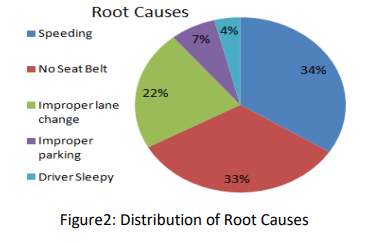 Root Causes
Speeding
No Seat Belt
Improper lane
change
Improper
parking
Driver Sleepy
4%
7%
34%
22%
33%
Figure2: Distribution of Root Causes